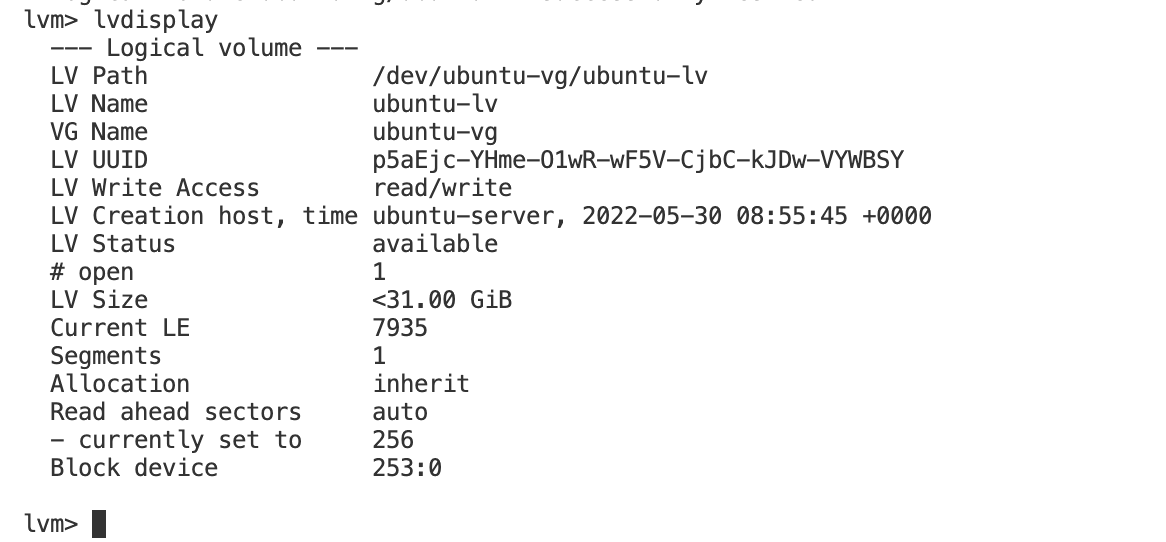 lvm> lvdisplay
  --- Logical volume ---
  LV Path                /dev/ubuntu-vg/ubuntu-lv
  LV Name                ubuntu-lv
  VG Name                ubuntu-vg
  LV UUID                p5aEjc-YHme-O1wR-wF5V-CjbC-kJDw-VYWBSY
  LV Write Access        read/write
  LV Creation host, time ubuntu-server, 2022-05-30 08:55:45 +0000
  LV Status              available
  # open                 1
  LV Size                <31.00 GiB
  Current LE             7935
  Segments               1
  Allocation             inherit
  Read ahead sectors     auto
  - currently set to     256
  Block device           253:0
lvm>